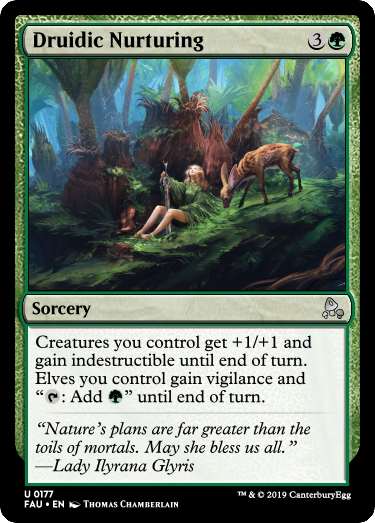 Druidic Nurturing 3
Sorcery
Creatures you control get +1/+1 and
gain indestructible until end of turn.
Elves you control gain vigilance and
“: Add ” until end of turn.
“Nature’s plans are far greater than the
toils of mortals. May she bless us all.”
—Lady Ilyrana Glyris
U 0177
FAU • EN Thomas Chamberlain
™ & © 2019 CanterburyEgg